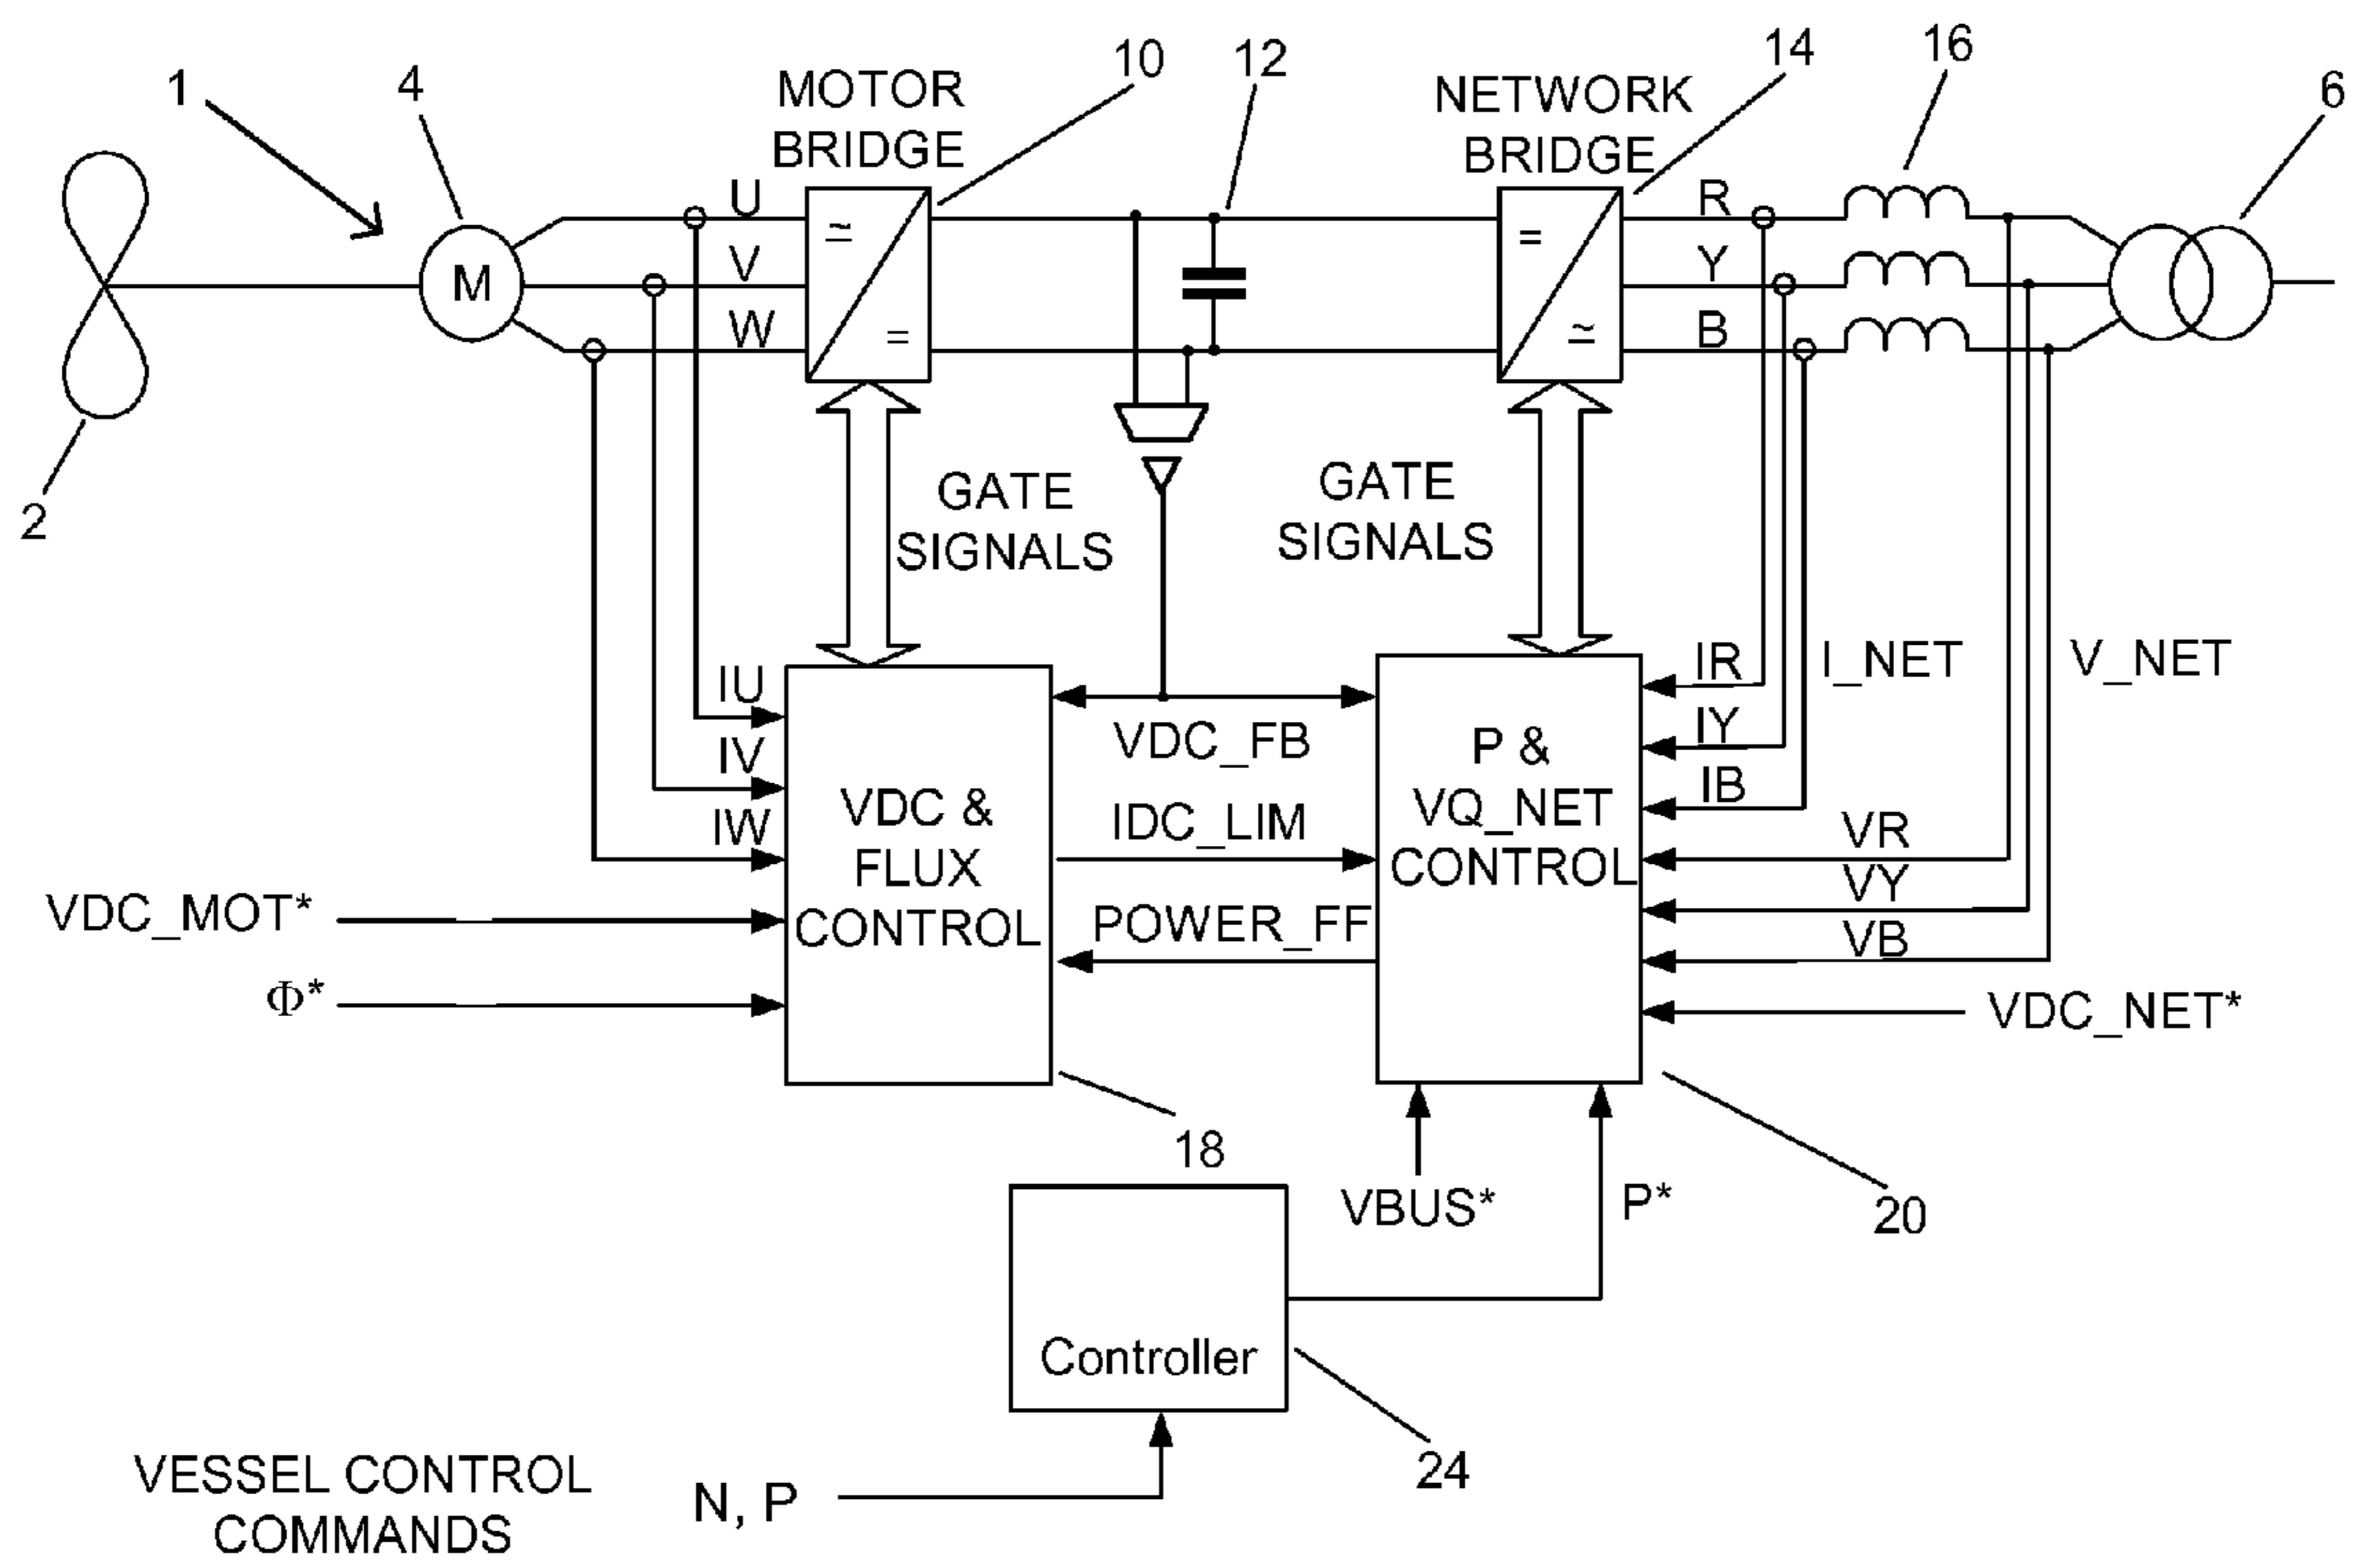 1
4
MOTOR
BRIDGE
10
12
NETWORK
BRIDGE
14
16
6
U
V
W
M
≃
=
=
≃
R
Y
B
2
GATE
SIGNALS
GATE
SIGNALS
IU
IV
IW
VDC_MOT*
Φ*
VDC &
FLUX
CONTROL
VDC_FB
IDC_LIM
POWER_FF
P &
VQ_NET
CONTROL
IR
I_NET
V_NET
IY
IB
VR
VY
VB
VDC_NET*
18
VBUS*
P*
20
Controller
24
VESSEL CONTROL
COMMANDS
N, P